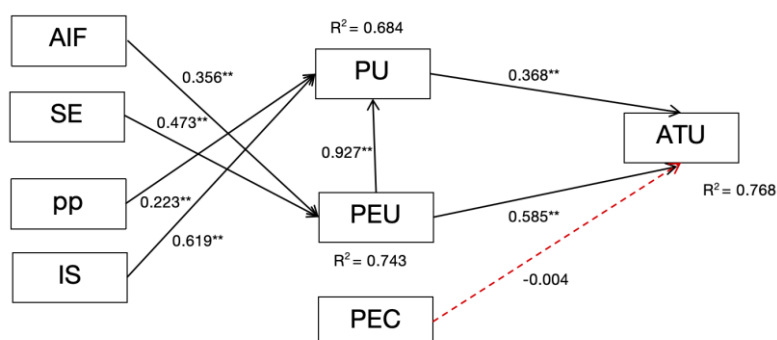 R² = 0.684
AIF
PU
0.356**
0.368**
SE
0.473**
ATU
0.927**
pp
0.223**
PEU
0.585**
R² = 0.768
0.619**
R² = 0.743
IS
-0.004
PEC